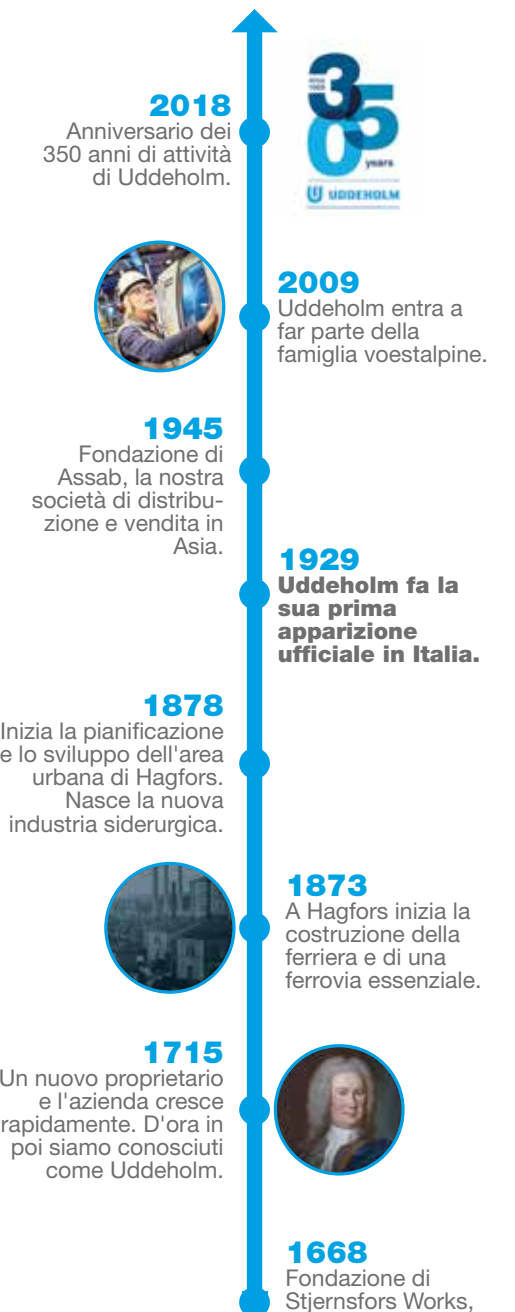 2018
Anniversario dei
350 anni di attività
di Uddeholm.
350
years
UDDEHOLM
2009
Uddeholm entra a
far parte della
famiglia voestalpine.
1945
Fondazione di
Assab, la nostra
società di distribu-
zione e vendita in
Asia.
1929
Uddeholm fa la
sua prima
apparizione
ufficiale in Italia.
1878
Inizia la pianificazione
e lo sviluppo dell'area
urbana di Hagfors.
Nasce la nuova
industria siderurgica.
1873
A Hagfors inizia la
costruzione della
ferriera e di una
ferrovia essenziale.
1715
Un nuovo proprietario
e l'azienda cresce
rapidamente. D'ora in
poi siamo conosciuti
come Uddeholm.
1668
Fondazione di
Stjernsfors Works,